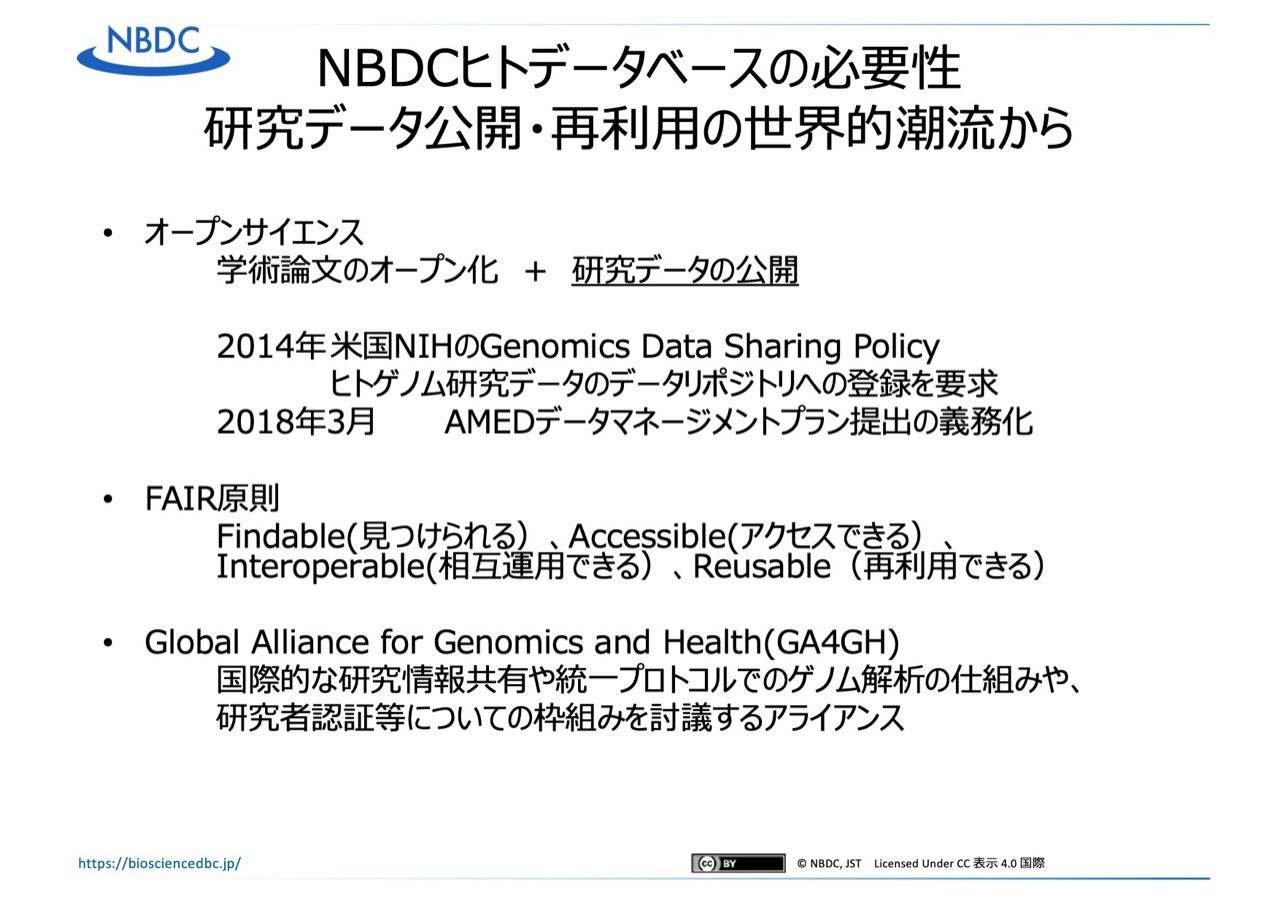 NBDC
NBDCヒトデータベースの必要性
研究データ公開・再利用の世界的潮流から
• オープンサイエンス
学術論文のオープン化 + 研究データの公開
2014年 米国NIHのGenomics Data Sharing Policy
ヒトゲノム研究データのデータリポジトリへの登録を要求
2018年3月 AMEDデータマネージメントプラン提出の義務化
• FAIR原則
Findable(見つけられる）、Accessible(アクセスできる）、
Interoperable(相互運用できる）、Reusable（再利用できる）
• Global Alliance for Genomics and Health(GA4GH)
国際的な研究情報共有や統一プロトコルでのゲノム解析の仕組みや、
研究者認証等についての枠組みを討議するアライアンス
https://biosciencedbc.jp/
cc BY
© NBDC, JST Licensed Under CC 表示 4.0 国際